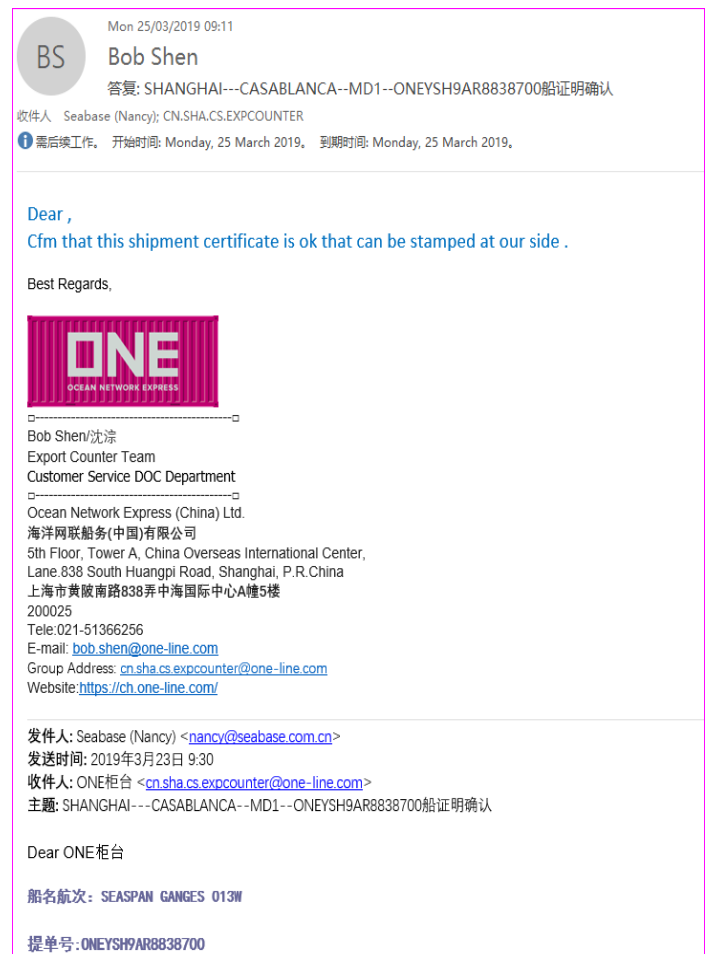 Mon 25/03/2019 09:11
BS
Bob Shen
答复: SHANGHAI---CASABLANCA--MD1--ONEYSH9AR8838700船证明确认
收件人 Seabase (Nancy); CN.SHA.CS.EXPCOUNTER
需后续工作。 开始时间: Monday, 25 March 2019。 到期时间: Monday, 25 March 2019。
Dear ,
Cfm that this shipment certificate is ok that can be stamped at our side .
Best Regards,
ONE
OCEAN NETWORK EXPRESS
□--------------------------------------------□
Bob Shen/沈淙
Export Counter Team
Customer Service DOC Department
□--------------------------------------------□
Ocean Network Express (China) Ltd.
海洋网联船务(中国)有限公司
5th Floor, Tower A, China Overseas International Center,
Lane.838 South Huangpi Road, Shanghai, P.R.China
上海市黄陂南路838弄中海国际中心A幢5楼
200025
Tele:021-51366256
E-mail: bob.shen@one-line.com
Group Address: cn.sha.cs.expcounter@one-line.com
Website:https://ch.one-line.com/
发件人: Seabase (Nancy) <nancy@seabase.com.cn>
发送时间: 2019年3月23日 9:30
收件人: ONE柜台 <cn.sha.cs.expcounter@one-line.com>
主题: SHANGHAI---CASABLANCA--MD1--ONEYSH9AR8838700船证明确认
Dear ONE柜台
船名航次: SEASPAN GANGES 013W
提单号:ONEYSH9AR8838700